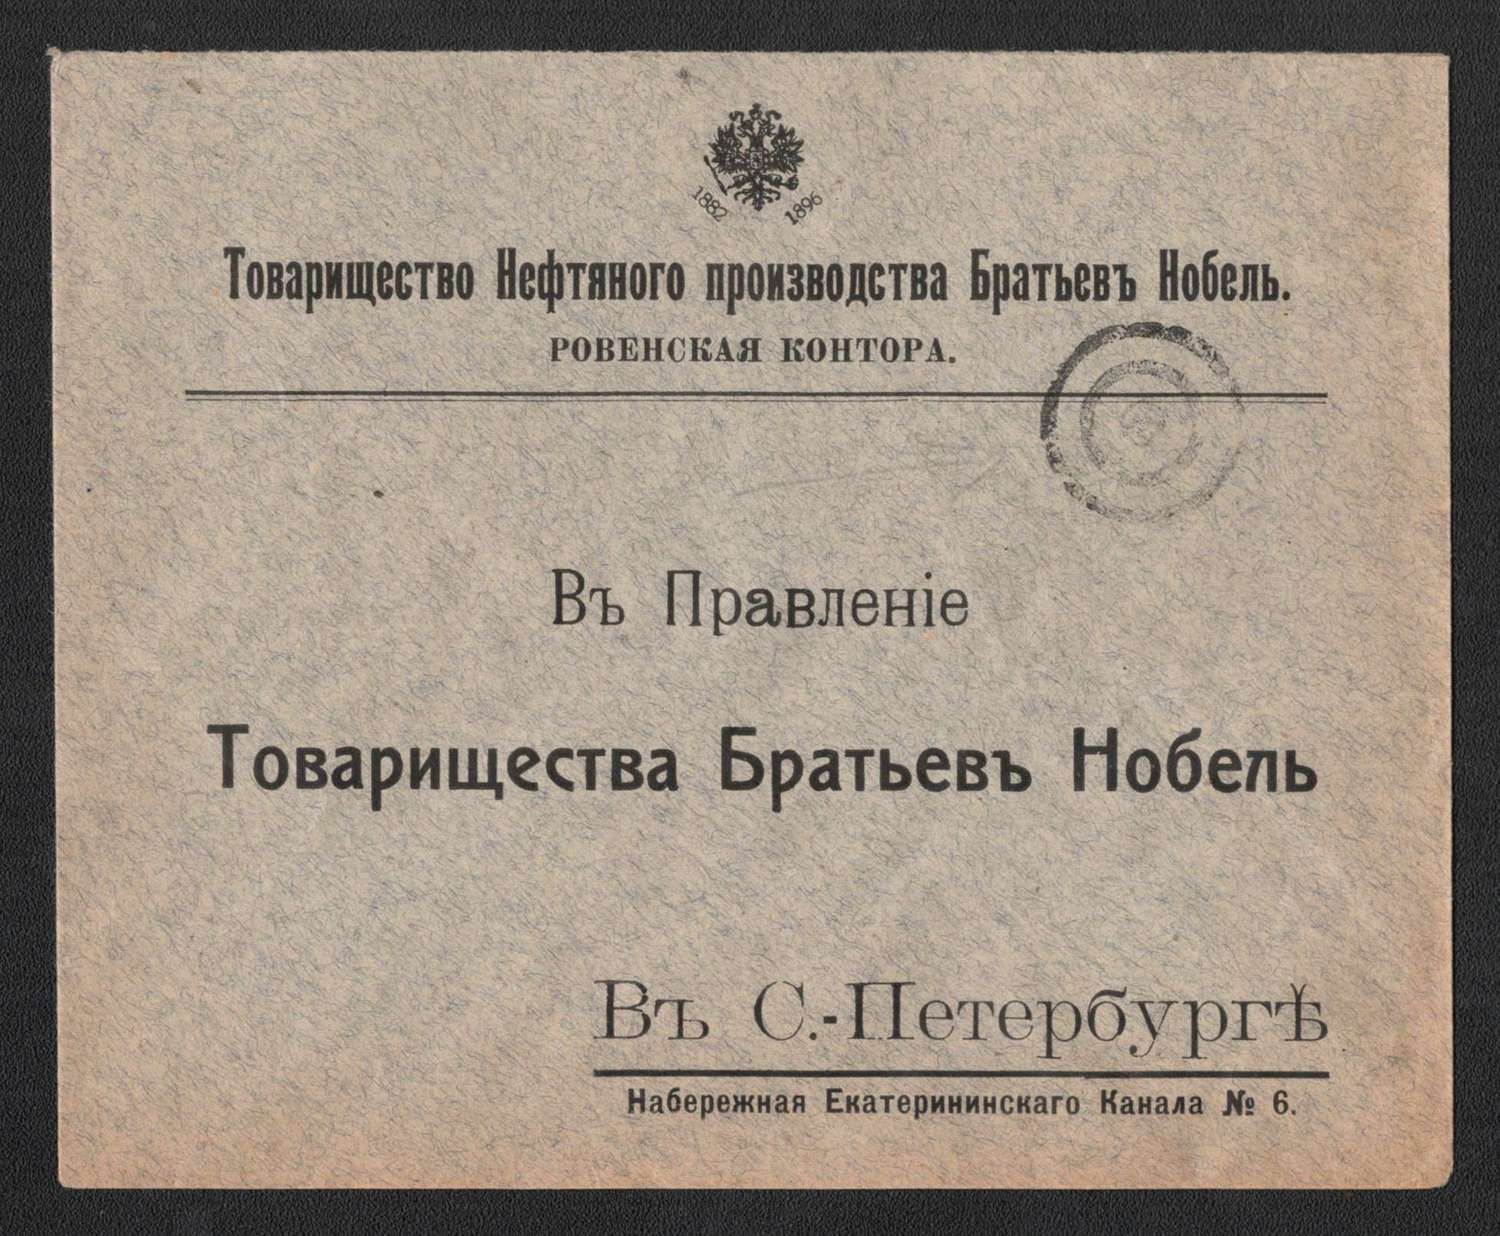 1882 1896
Товарищество Нефтяного производства Братьевъ Нобель.
РОВЕНСКАЯ КОНТОРА.
Въ Правленіе
Товарищества Братьевъ Нобель
Въ С.-Петербургѣ
Набережная Екатерининскаго Канала № 6.